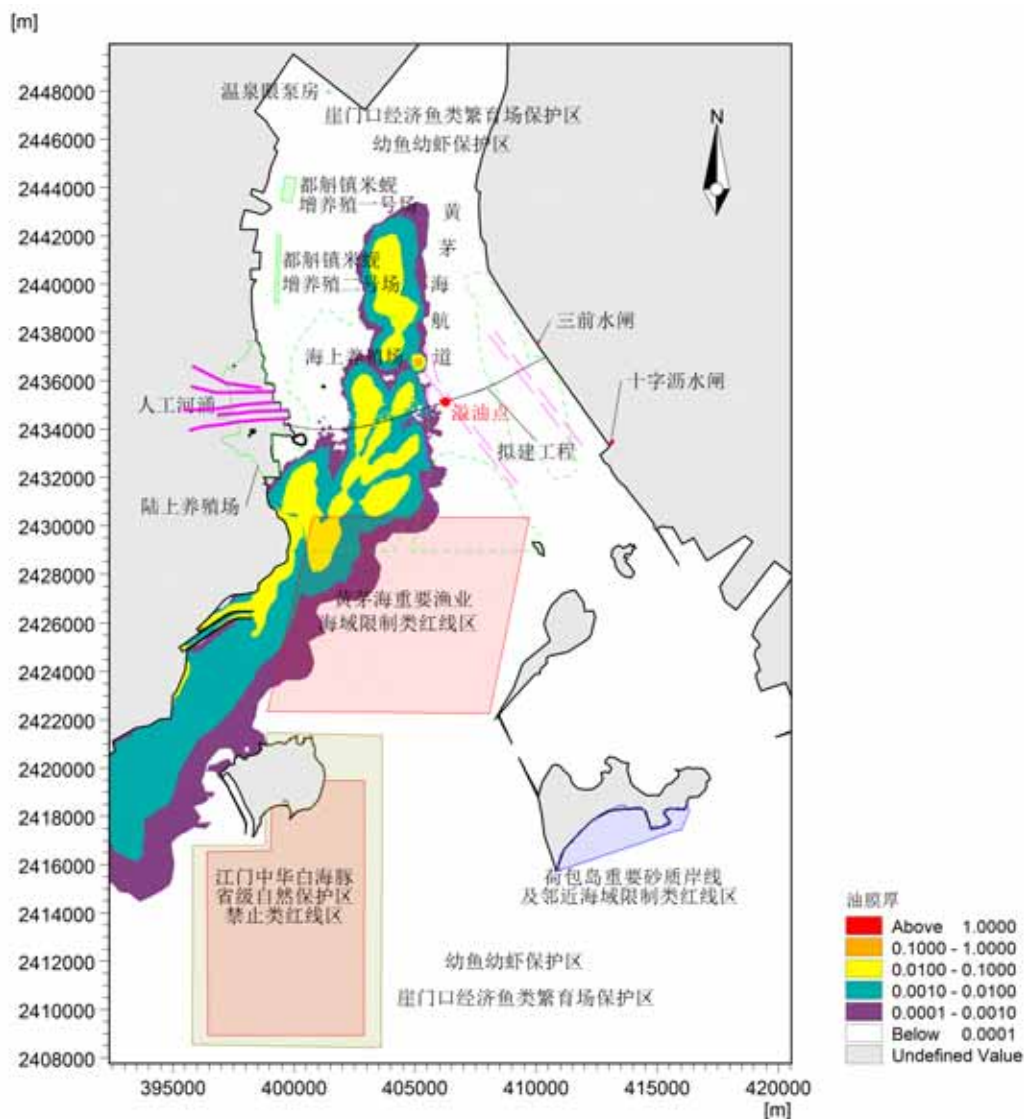 [m]
2448000
2446000
2444000
2442000
2440000
2438000
2436000
2434000
2432000
2430000
2428000
2426000
2424000
2422000
2420000
2418000
2416000
2414000
2412000
2410000
2408000
温泉眼泵房
崖门口经济鱼类繁育场保护区
幼鱼幼虾保护区
N
都斛镇米蚬
增养殖一号场
黄茅海航道
都斛镇米蚬
增养殖二号场
三前水闸
海上养殖场
十字沥水闸
人工河涌
溢油点
拟建工程
陆上养殖场
黄茅海重要渔业
海域限制类红线区
江门中华白海豚
省级自然保护区
禁止类红线区
荷包岛重要砂质岸线
及邻近海域限制类红线区
幼鱼幼虾保护区
崖门口经济鱼类繁育场保护区
油膜厚
Above 1.0000
0.1000 - 1.0000
0.0100 - 0.1000
0.0010 - 0.0100
0.0001 - 0.0010
Below 0.0001
Undefined Value
395000 400000 405000 410000 415000 420000
[m]